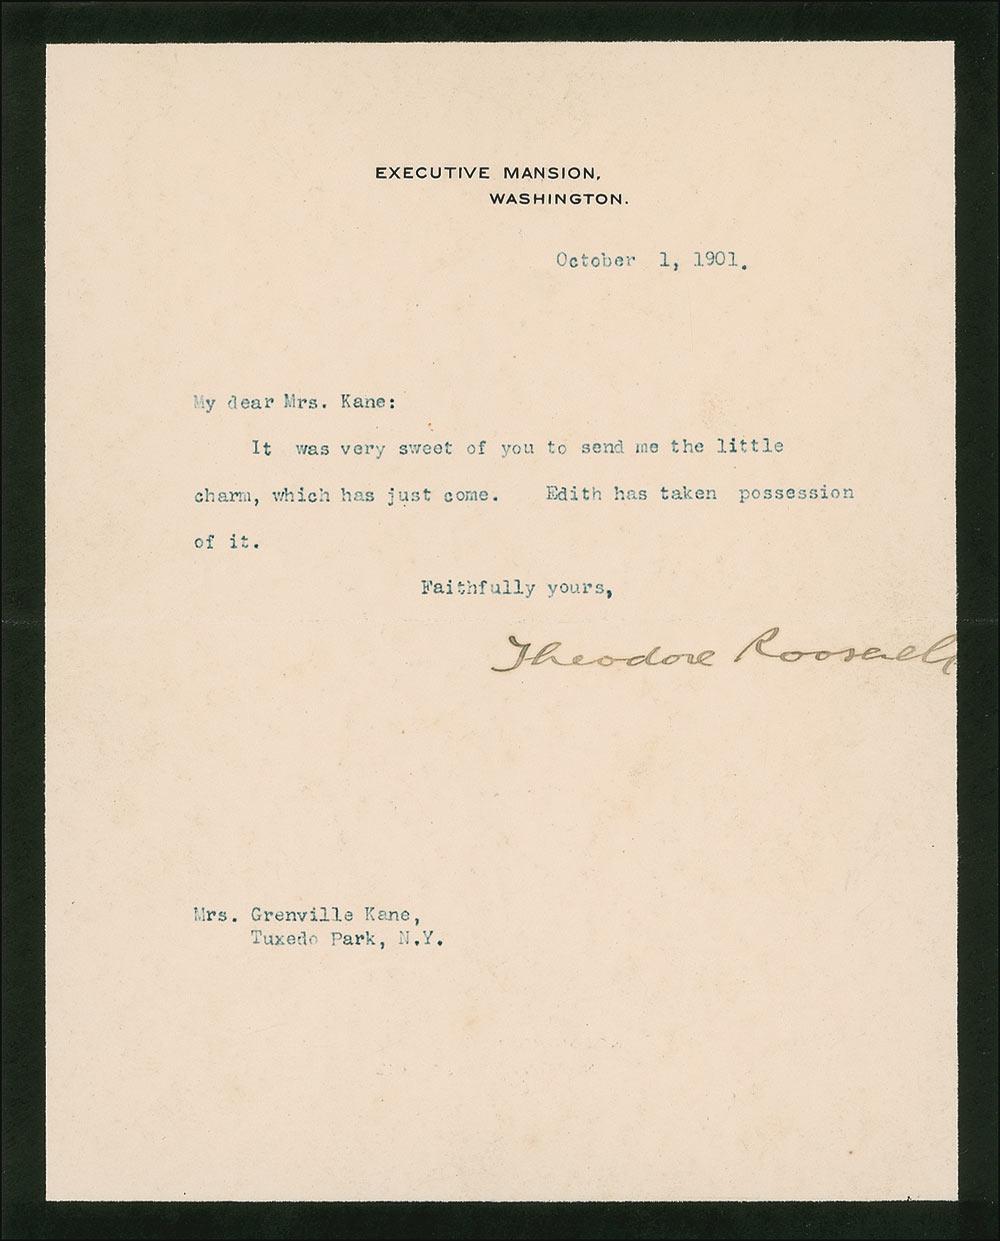 EXECUTIVE MANSION,
WASHINGTON.
October 1, 1901.
My dear Mrs. Kane:
It was very sweet of you to send me the little
charm, which has just come. Edith has taken possession
of it.
Faithfully yours,
Theodore Roosevelt
Mrs. Grenville Kane,
Tuxedo Park, N.Y.